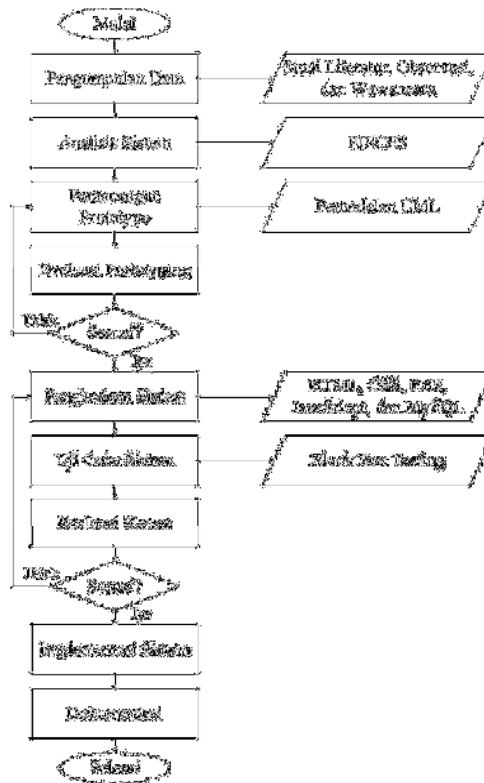 Mulai
Pengumpulan Data
Studi Literatur, Observasi,
dan Wawancara
Analisis Sistem
PIECES
Perancangan
Prototype
Pemodelan UML
Evaluasi Prototyping
Tidak
Sesuai?
Ya
Pengkodean Sistem
HTML, CSS, PHP,
JavaScript, dan MySQL.
Uji Coba Sistem
Black Box Testing
Evaluasi Sistem
Tidak
Sesuai?
Ya
Implementasi Sistem
Dokumentasi
Selesai